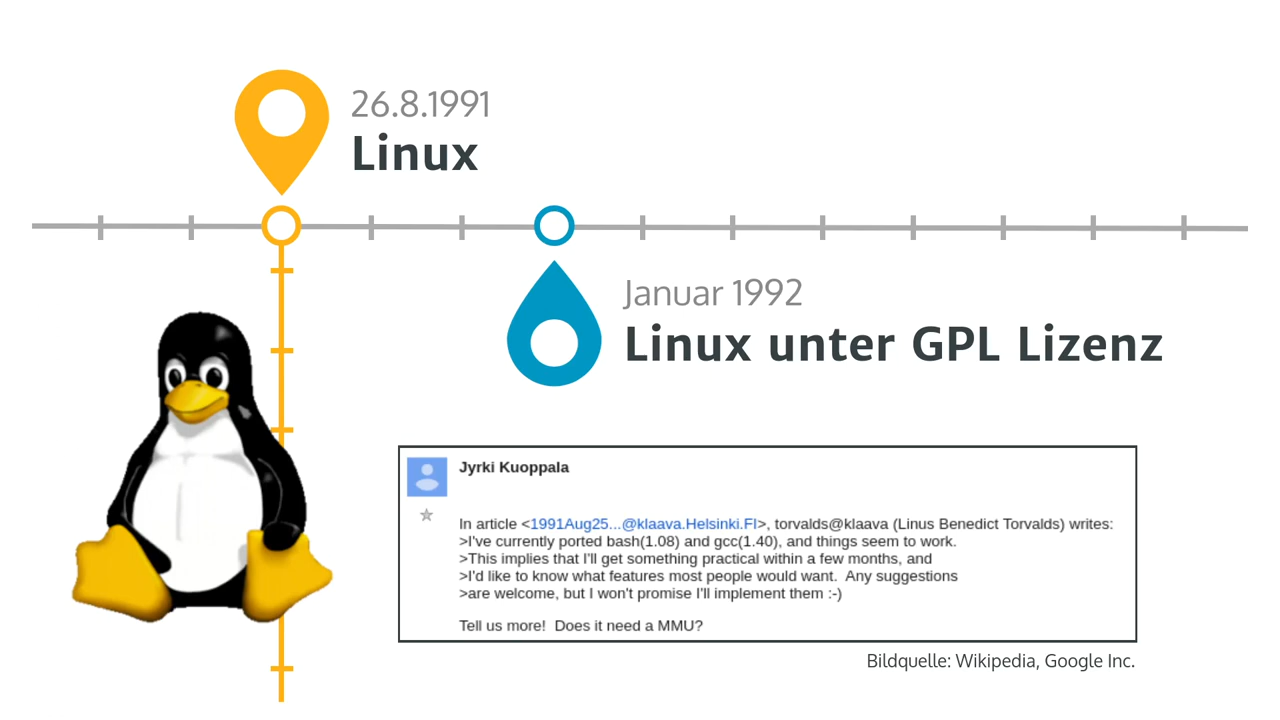 26.8.1991
Linux
Januar 1992
Linux unter GPL Lizenz
Jyrki Kuoppala
In article <1991Aug25...@klaava.Helsinki.FI>, torvalds@klaava (Linus Benedict Torvalds) writes:
>I've currently ported bash(1.08) and gcc(1.40), and things seem to work.
>This implies that I'll get something practical within a few months, and
>I'd like to know what features most people would want.  Any suggestions
>are welcome, but I won't promise I'll implement them :-)
Tell us more!  Does it need a MMU?
Bildquelle: Wikipedia, Google Inc.